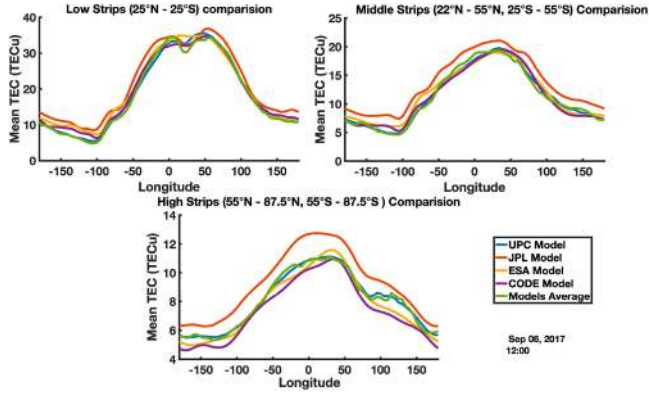 Low Strips (25°N - 25°S) comparision
Mean TEC (TECu)
40
30
20
10
0
-150 -100 -50 0 50 100 150
Longitude
Middle Strips (22°N - 55°N, 25°S - 55°S) Comparision
Mean TEC (TECu)
25
20
15
10
5
0
-150 -100 -50 0 50 100 150
Longitude
High Strips (55°N - 87.5°N, 55°S - 87.5°S ) Comparision
Mean TEC (TECu)
14
12
10
8
6
4
-150 -100 -50 0 50 100 150
Longitude
UPC Model
JPL Model
ESA Model
CODE Model
Models Average
Sep 06, 2017
12:00